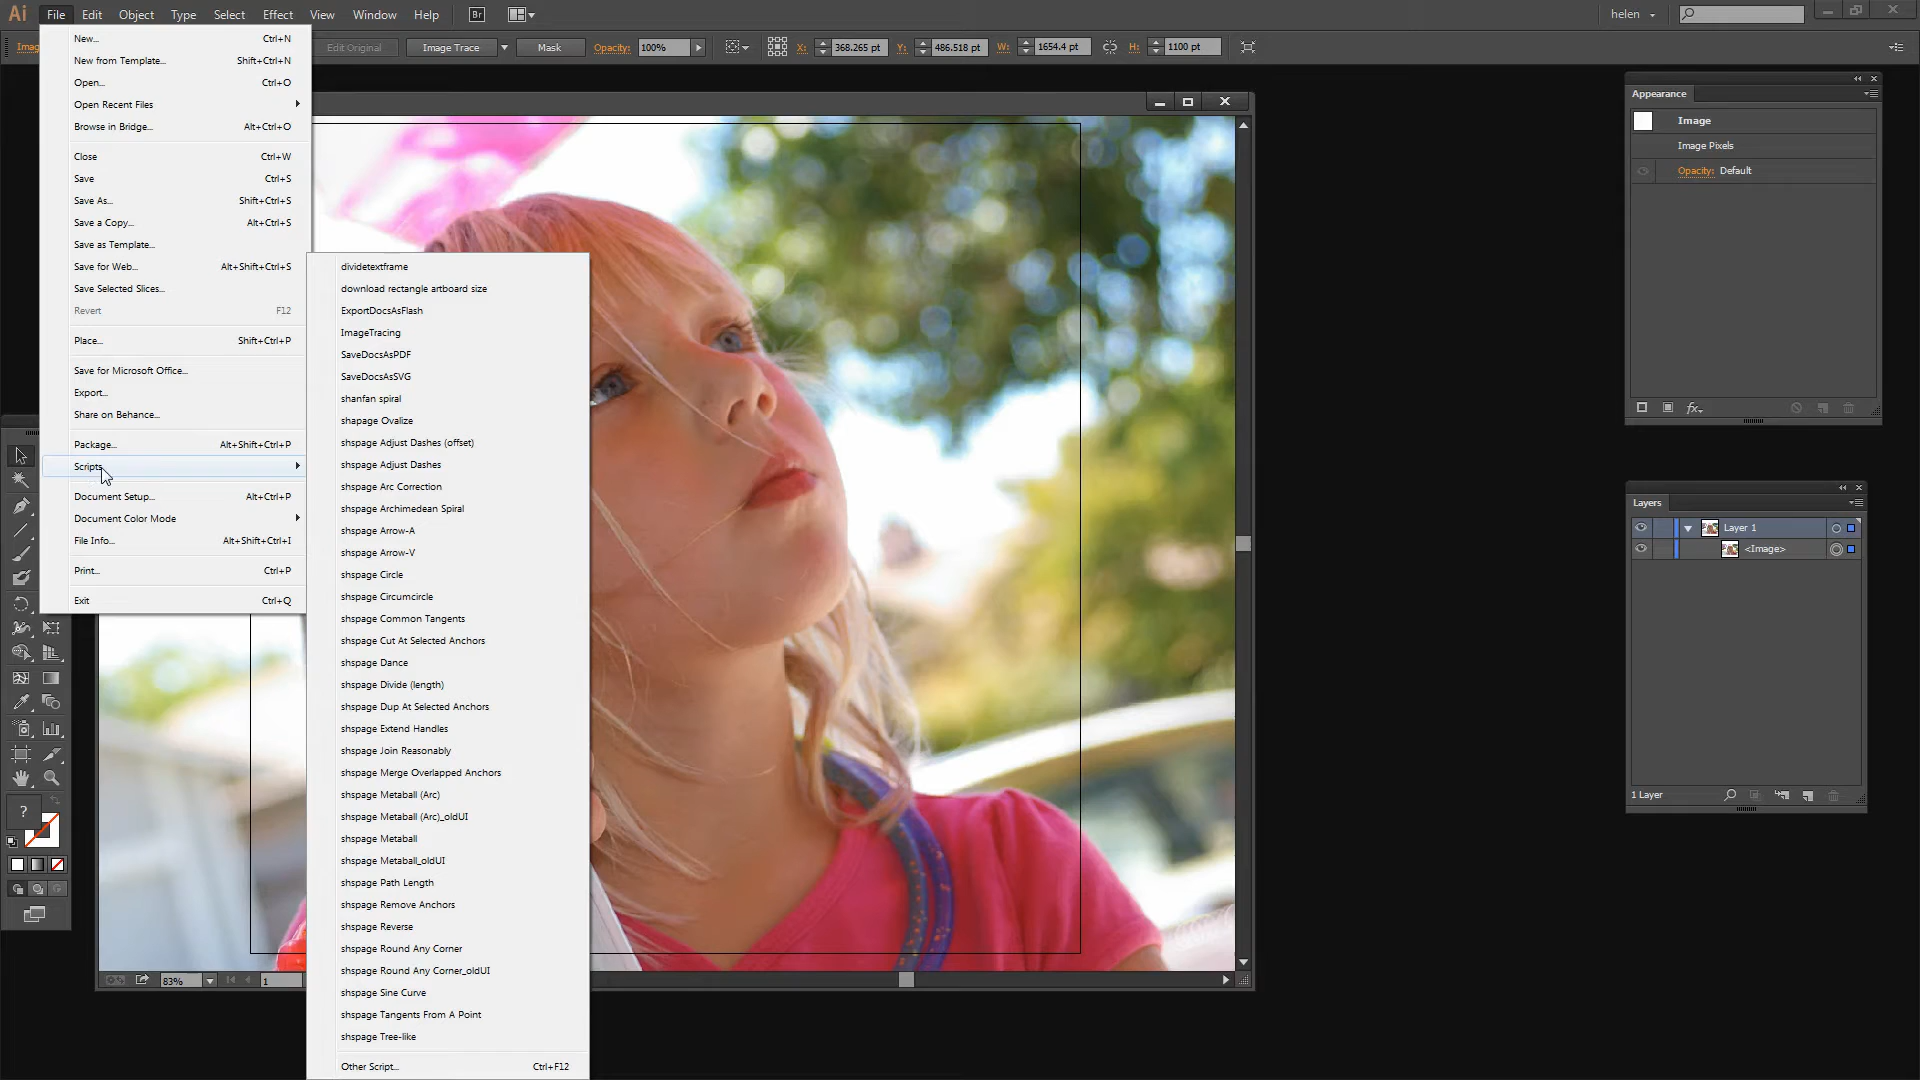 Ai File Edit Object Type Select Effect View Window Help Br helen
Imag Edit Original Image Trace Mask Opacity: 100% X: 368.265 pt Y: 486.518 pt W: 1654.4 pt H: 1100 pt
New... Ctrl+N
New from Template... Shift+Ctrl+N
Open... Ctrl+O
Open Recent Files
Browse in Bridge... Alt+Ctrl+O
Close Ctrl+W
Save Ctrl+S
Save As... Shift+Ctrl+S
Save a Copy... Alt+Ctrl+S
Save as Template...
Save for Web... Alt+Shift+Ctrl+S
Save Selected Slices...
Revert F12
Place... Shift+Ctrl+P
Save for Microsoft Office...
Export...
Share on Behance...
Package... Alt+Shift+Ctrl+P
Scripts
Document Setup... Alt+Ctrl+P
Document Color Mode
File Info... Alt+Shift+Ctrl+I
Print... Ctrl+P
Exit Ctrl+Q
dividetextframe
download rectangle artboard size
ExportDocsAsFlash
ImageTracing
SaveDocsAsPDF
SaveDocsAsSVG
shanfan spiral
shapage Ovalize
shspage Adjust Dashes (offset)
shspage Adjust Dashes
shspage Arc Correction
shspage Archimedean Spiral
shspage Arrow-A
shspage Arrow-V
shspage Circle
shspage Circumcircle
shspage Common Tangents
shspage Cut At Selected Anchors
shspage Dance
shspage Divide (length)
shspage Dup At Selected Anchors
shspage Extend Handles
shspage Join Reasonably
shspage Merge Overlapped Anchors
shspage Metaball (Arc)
shspage Metaball (Arc)_oldUI
shspage Metaball
shspage Metaball_oldUI
shspage Path Length
shspage Remove Anchors
shspage Reverse
shspage Round Any Corner
shspage Round Any Corner_oldUI
shspage Sine Curve
shspage Tangents From A Point
shspage Tree-like
Other Script... Ctrl+F12
?
83% 1
Appearance
Image
Image Pixels
Opacity: Default
fx
Layers
Layer 1
<Image>
1 Layer